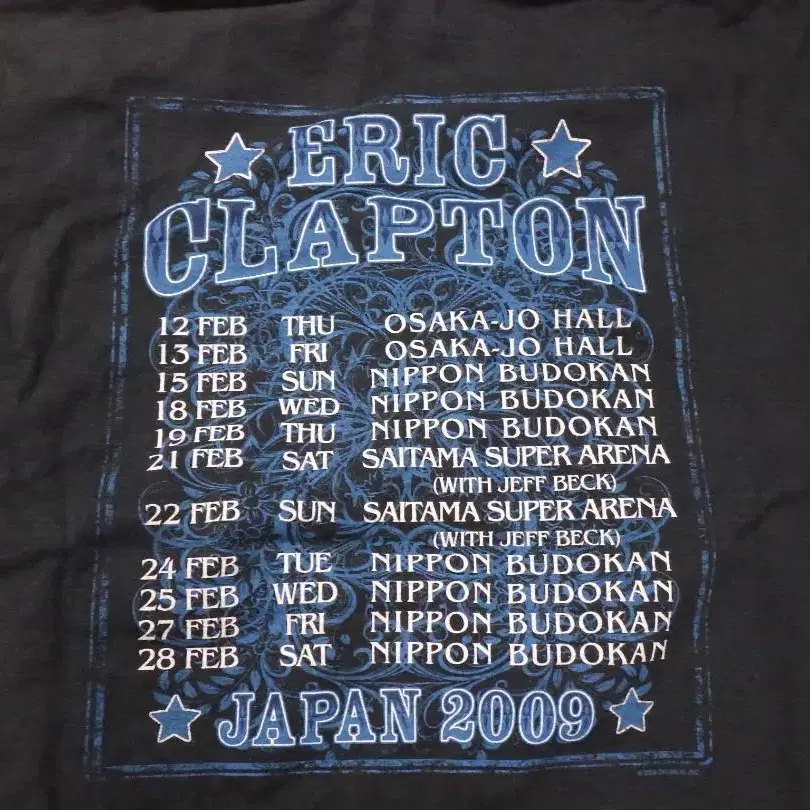 ERIC
CLAPTON
12 FEB THU OSAKA-JO HALL
13 FEB FRI OSAKA-JO HALL
15 FEB SUN NIPPON BUDOKAN
18 FEB WED NIPPON BUDOKAN
19 FEB THU NIPPON BUDOKAN
21 FEB SAT SAITAMA SUPER ARENA
(WITH JEFF BECK)
22 FEB SUN SAITAMA SUPER ARENA
(WITH JEFF BECK)
24 FEB TUE NIPPON BUDOKAN
25 FEB WED NIPPON BUDOKAN
27 FEB FRI NIPPON BUDOKAN
28 FEB SAT NIPPON BUDOKAN
JAPAN 2009